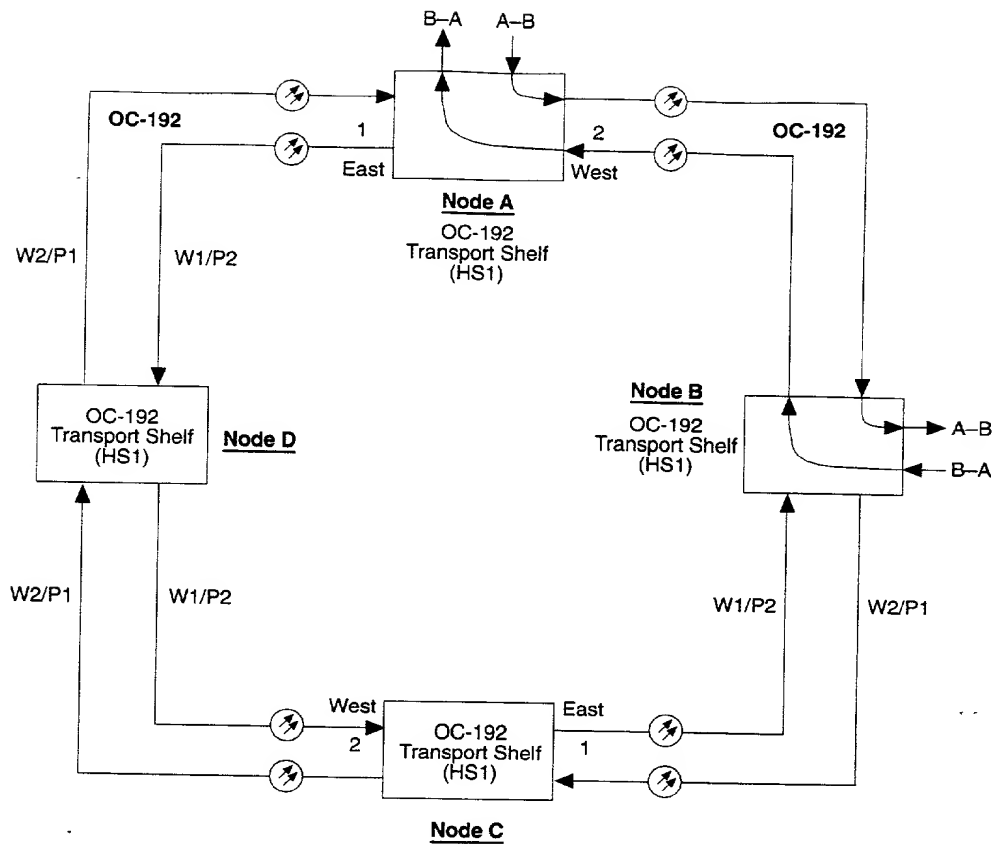 B–A
A–B
OC-192
1
East
2
West
OC-192
Node A
OC-192
Transport Shelf
(HS1)
W2/P1
W1/P2
OC-192
Transport Shelf
(HS1)
Node D
Node B
OC-192
Transport Shelf
(HS1)
A–B
B–A
W2/P1
W1/P2
W1/P2
W2/P1
West
2
OC-192
Transport Shelf
(HS1)
East
1
Node C